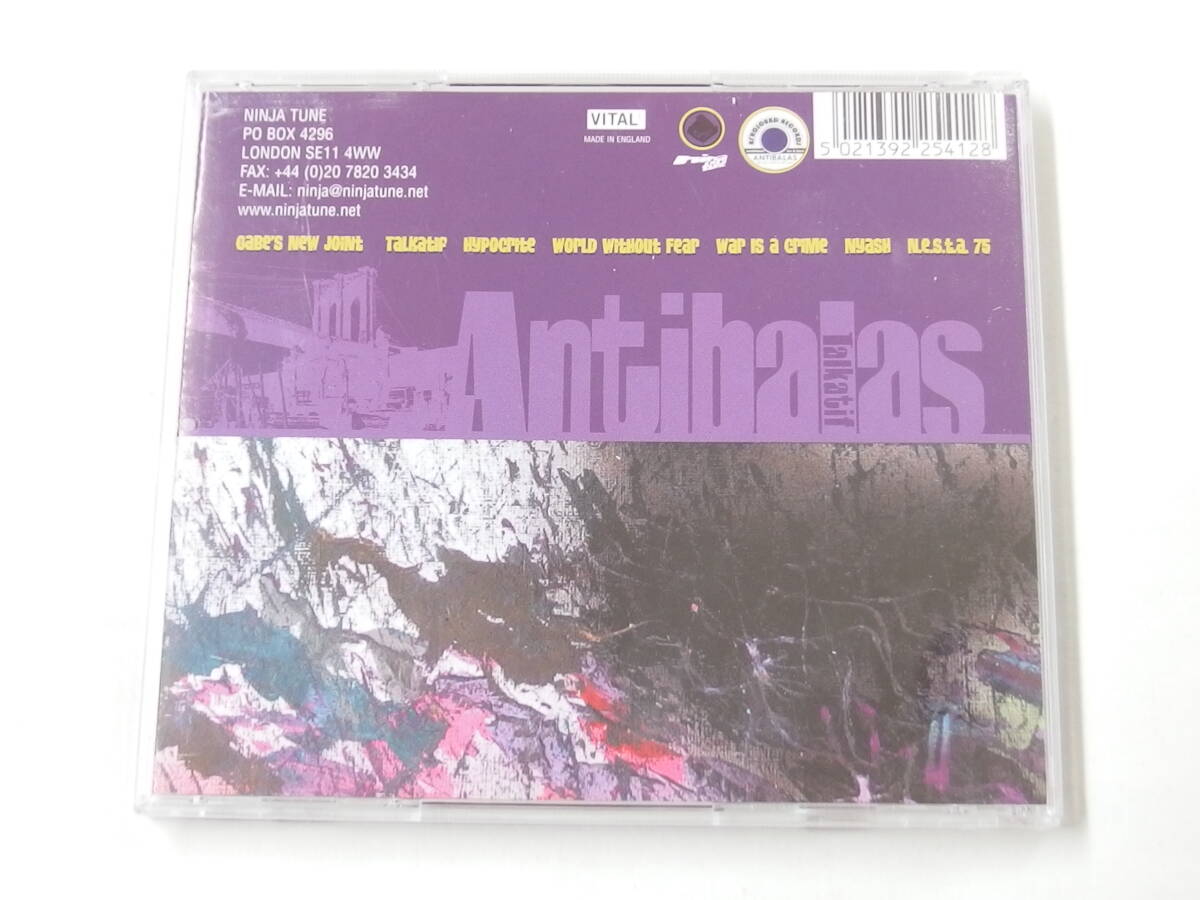 NINJA TUNE
PO BOX 4296
LONDON SE11 4WW
FAX: +44 (0)20 7820 3434
E-MAIL: ninja@ninjatune.net
www.ninjatune.net
VITAL
MADE IN ENGLAND
AFROSOUND RECORDS
ANTIBALAS
5 021392 254128
Gabe's New Joint Talkatif Hypocrite World Without Fear War is a Crime Nyash N.E.S.T.A. 75
Antibalas
Talkatif